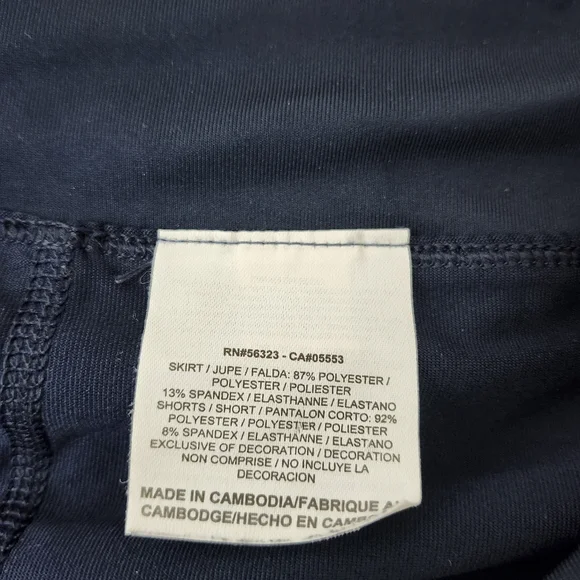 RN#56323 - CA#05553
SKIRT / JUPE / FALDA: 87% POLYESTER /
POLYESTER / POLIESTER
13% SPANDEX / ELASTHANNE / ELASTANO
SHORTS / SHORT / PANTALON CORTO: 92%
POLYESTER / POLYESTER / POLIESTER
8% SPANDEX / ELASTHANNE / ELASTANO
EXCLUSIVE OF DECORATION / DECORATION
NON COMPRISE / NO INCLUYE LA
DECORACION
MADE IN CAMBODIA/FABRIQUE
CAMBODGE/HECHO EN